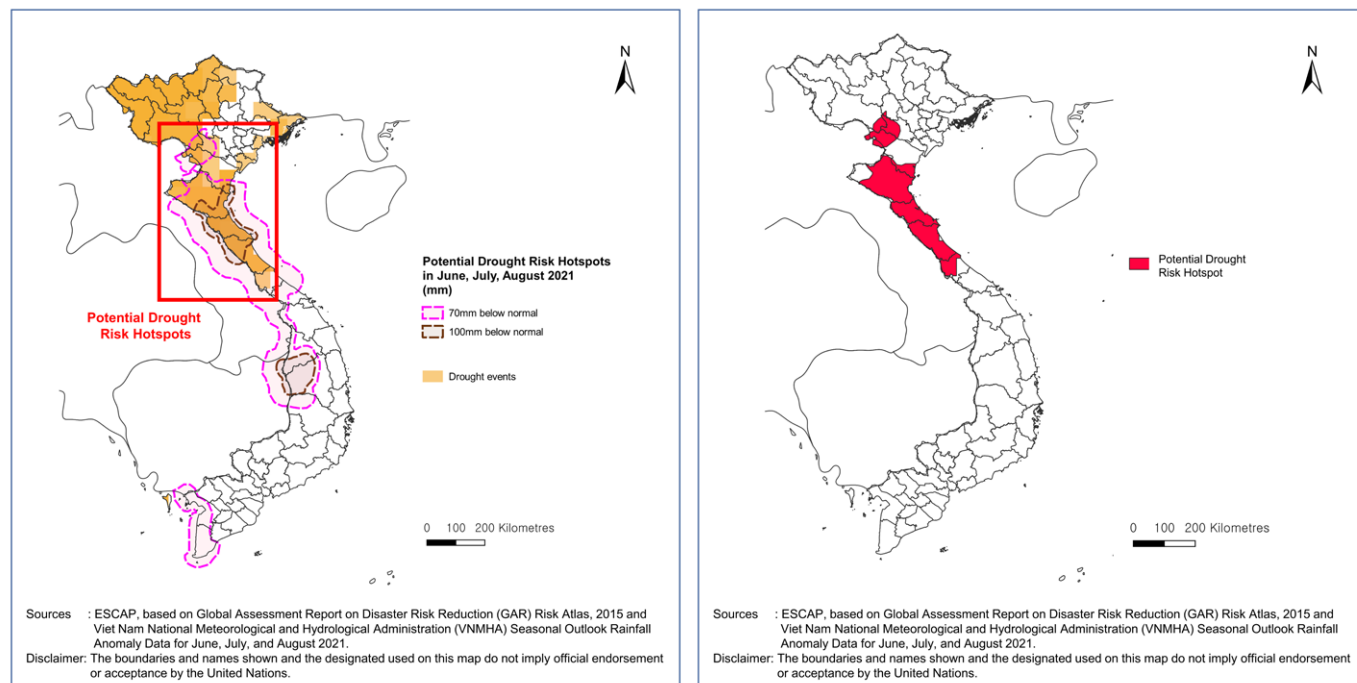 N
Potential Drought Risk Hotspots
in June, July, August 2021
(mm)
70mm below normal
100mm below normal
Drought events
Potential Drought
Risk Hotspots
0 100 200 Kilometres
Sources : ESCAP, based on Global Assessment Report on Disaster Risk Reduction (GAR) Risk Atlas, 2015 and
Viet Nam National Meteorological and Hydrological Administration (VNMHA) Seasonal Outlook Rainfall
Anomaly Data for June, July, and August 2021.
Disclaimer: The boundaries and names shown and the designated used on this map do not imply official endorsement
or acceptance by the United Nations.
N
Potential Drought
Risk Hotspot
0 100 200 Kilometres
Sources : ESCAP, based on Global Assessment Report on Disaster Risk Reduction (GAR) Risk Atlas, 2015 and
Viet Nam National Meteorological and Hydrological Administration (VNMHA) Seasonal Outlook Rainfall
Anomaly Data for June, July, and August 2021.
Disclaimer: The boundaries and names shown and the designated used on this map do not imply official endorsement
or acceptance by the United Nations.